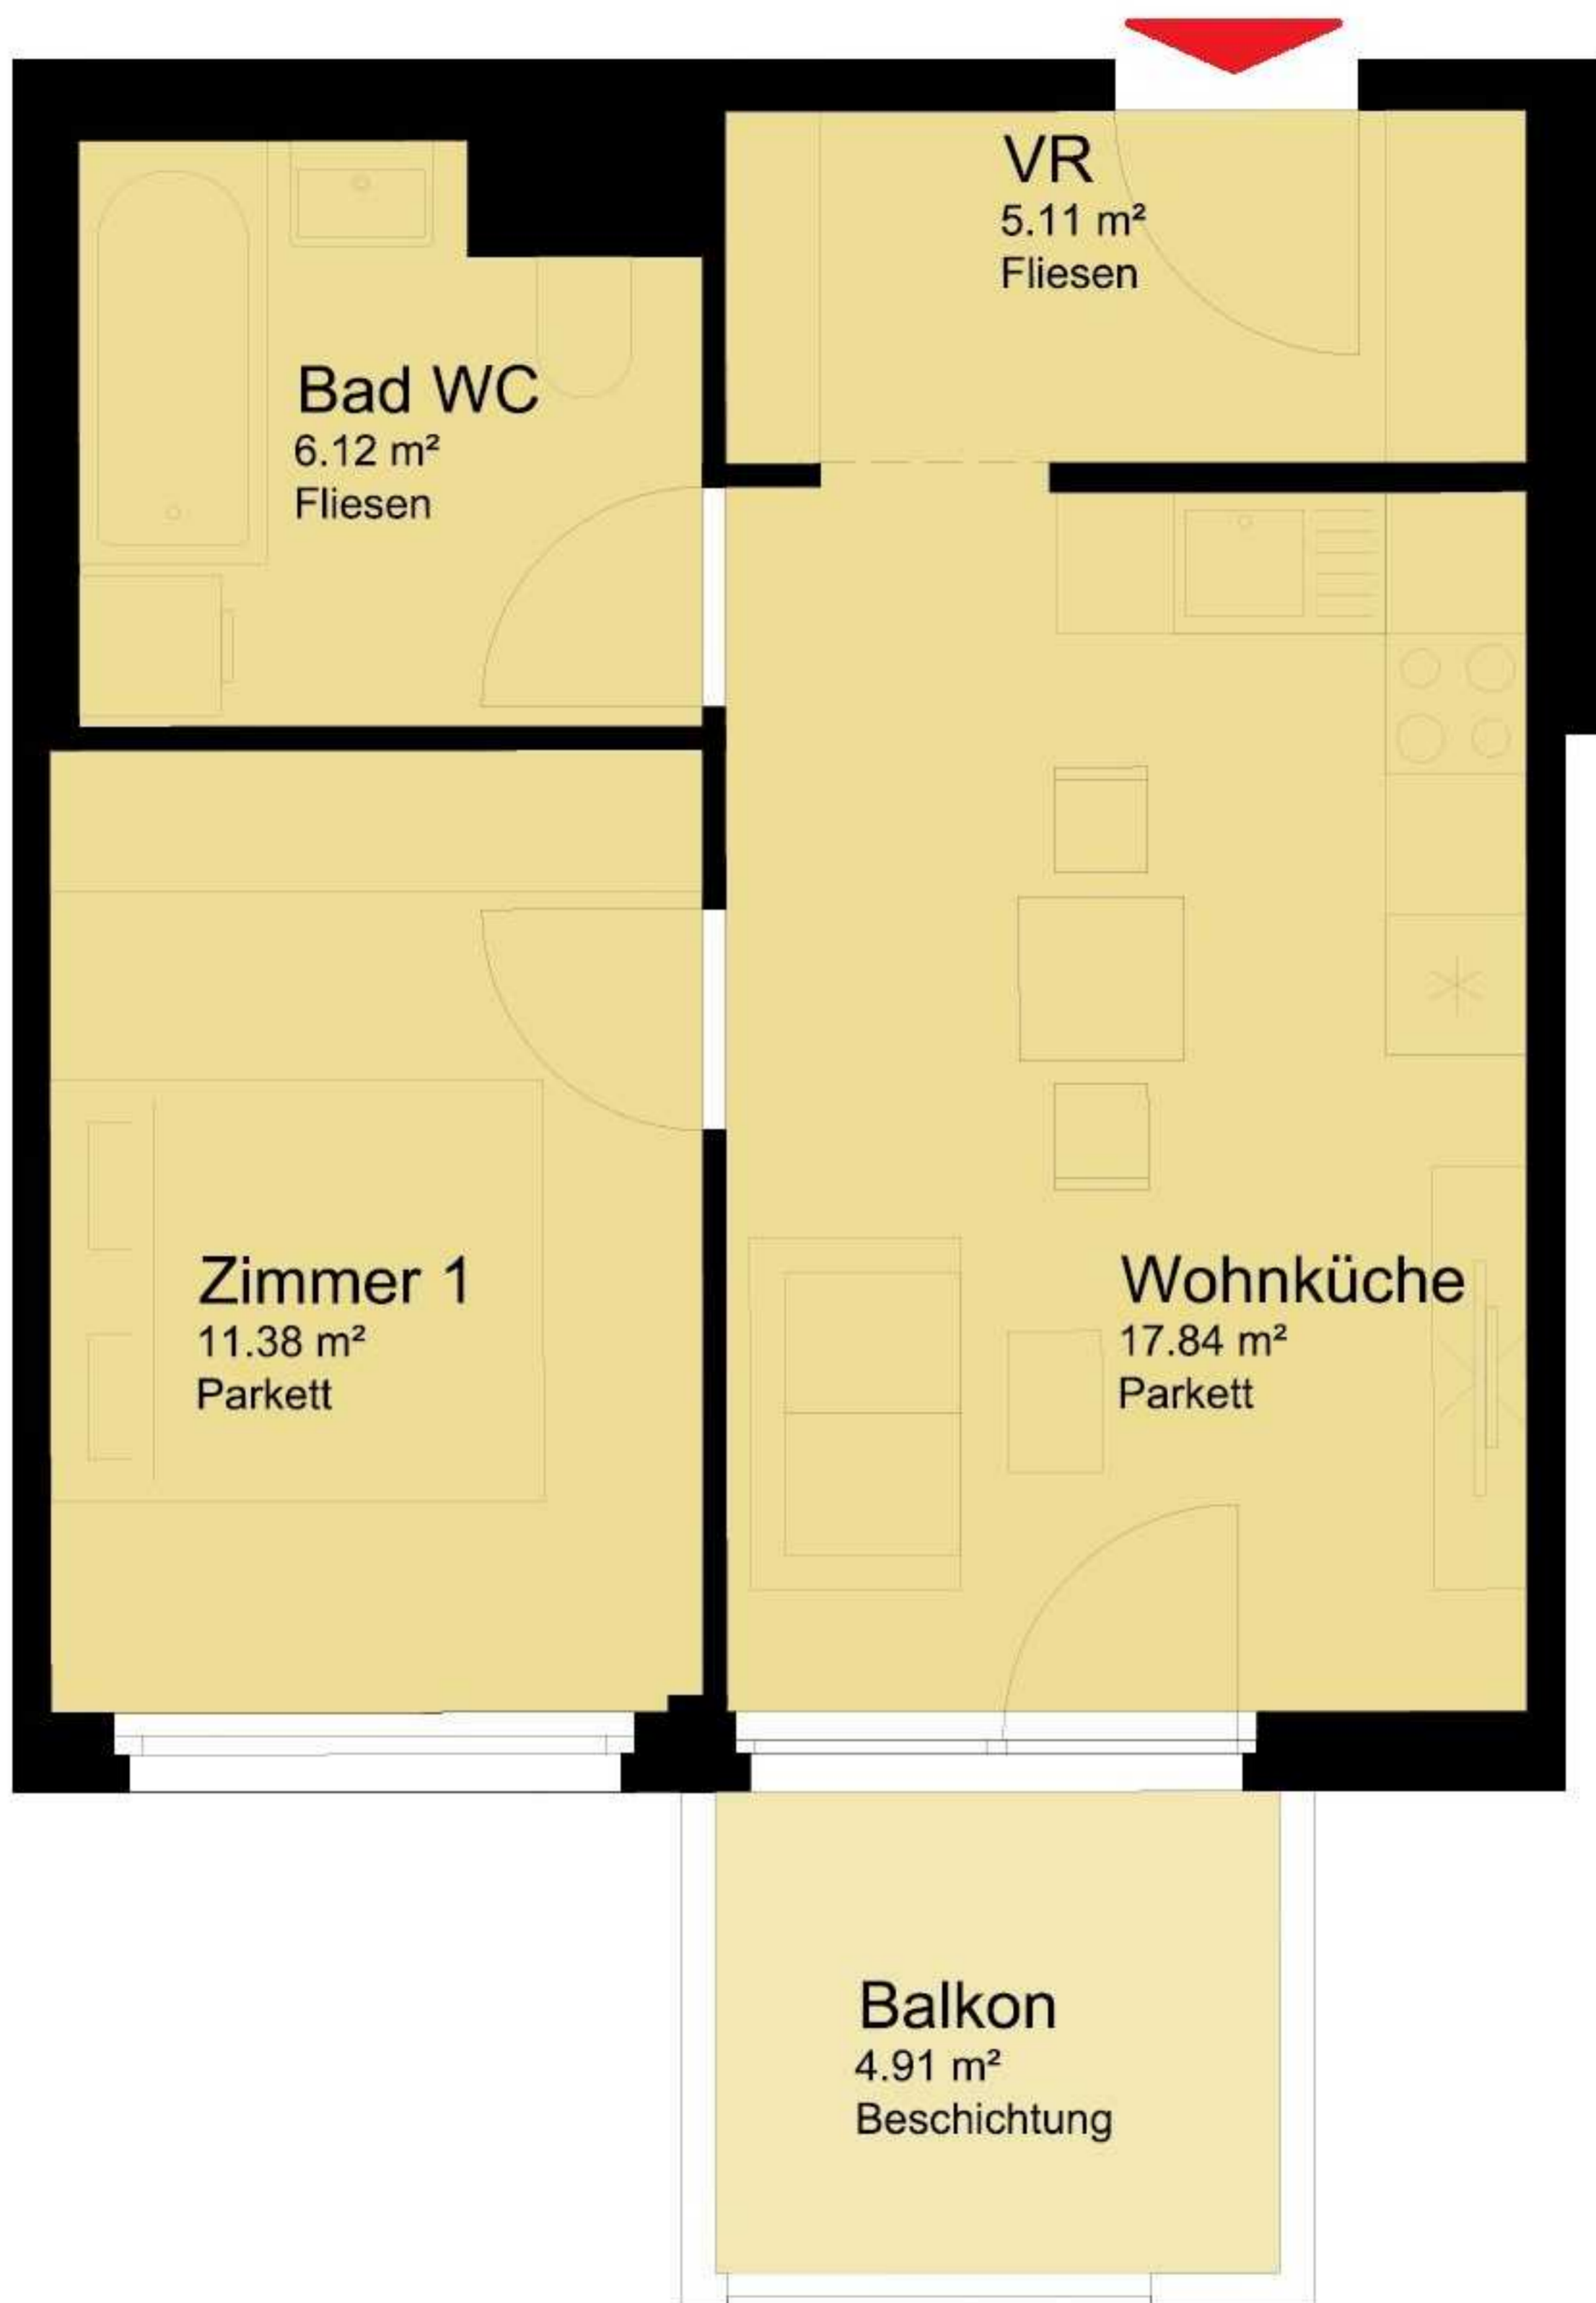 VR
5.11 m²
Fliesen
Bad WC
6.12 m²
Fliesen
Zimmer 1
11.38 m²
Parkett
Wohnküche
17.84 m²
Parkett
Balkon
4.91 m²
Beschichtung